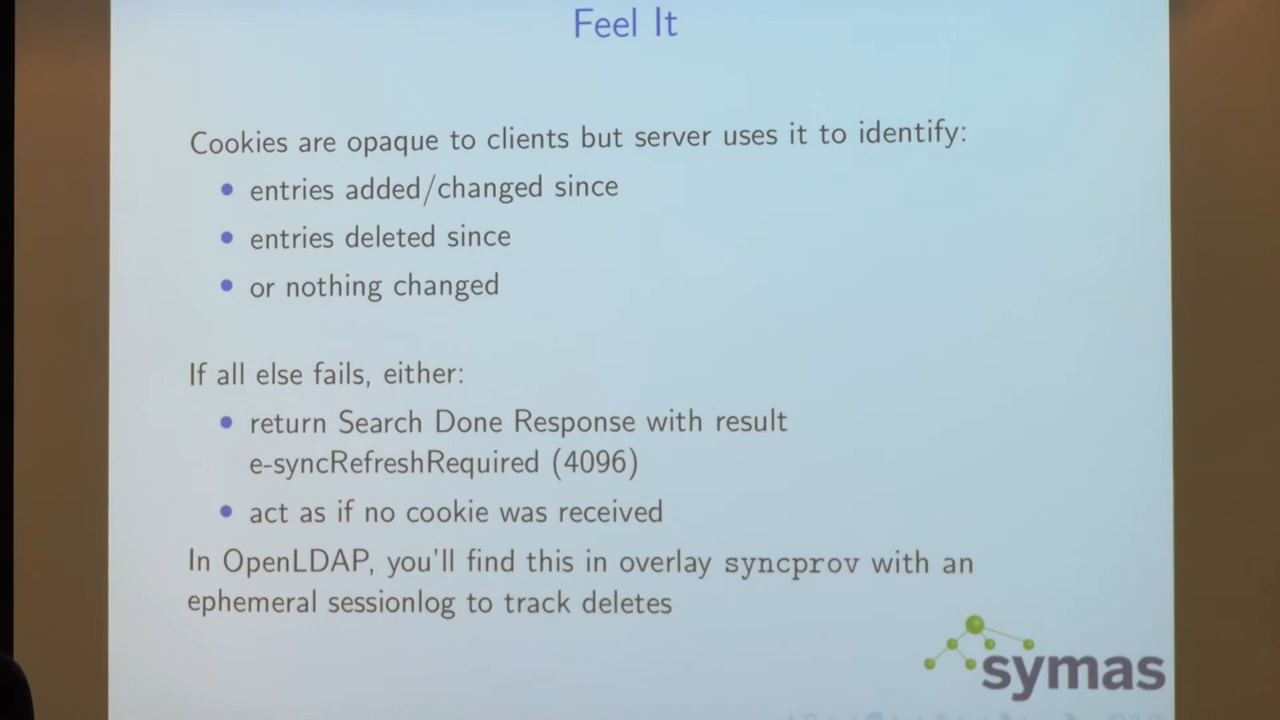 Feel It
Cookies are opaque to clients but server uses it to identify:
• entries added/changed since
• entries deleted since
• or nothing changed
If all else fails, either:
• return Search Done Response with result
e-syncRefreshRequired (4096)
• act as if no cookie was received
In OpenLDAP, you'll find this in overlay syncprov with an
ephemeral sessionlog to track deletes
symas